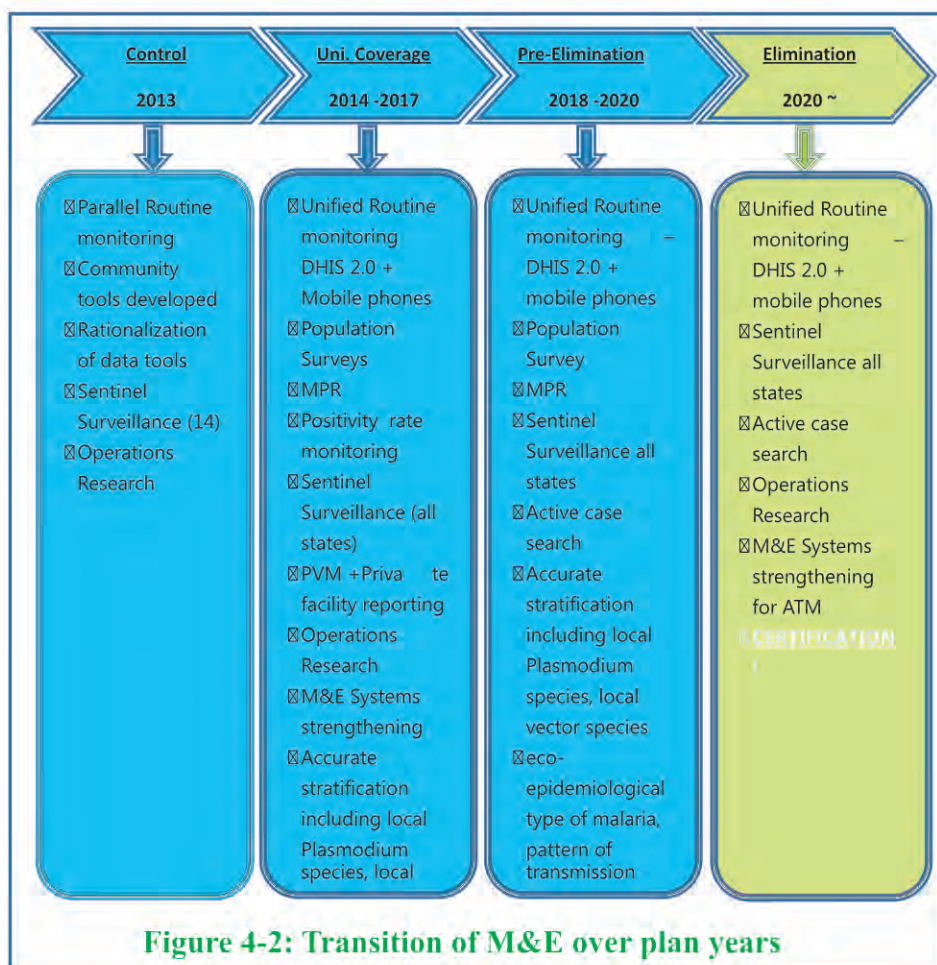 Control
2013
Uni. Coverage
2014 -2017
Pre-Elimination
2018 -2020
Elimination
2020 ~
Parallel Routine
monitoring
Community
tools developed
Rationalization
of data tools
Sentinel
Surveillance (14)
Operations
Research
Unified Routine
monitoring
DHIS 2.0 +
Mobile phones
Population
Surveys
MPR
Positivity rate
monitoring
Sentinel
Surveillance (all
states)
PVM +Priva te
facility reporting
Operations
Research
M&E Systems
strengthening
Accurate
stratification
including local
Plasmodium
species, local
Unified Routine
monitoring –
DHIS 2.0 +
mobile phones
Population
Survey
MPR
Sentinel
Surveillance all
states
Active case
search
Accurate
stratification
including local
Plasmodium
species, local
vector species
eco-
epidemiological
type of malaria,
pattern of
transmission
Unified Routine
monitoring –
DHIS 2.0 +
mobile phones
Sentinel
Surveillance all
states
Active case
search
Operations
Research
M&E Systems
strengthening
for ATM
CERTIFICATION
Figure 4-2: Transition of M&E over plan years